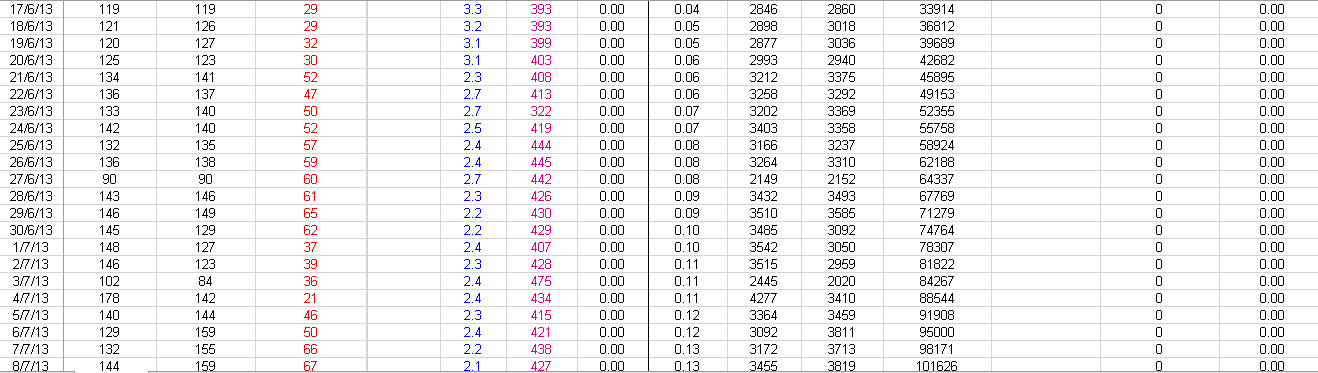 17/6/13 119 119 29 3.3 393 0.00 0.04 2846 2860 33914 0 0.00
18/6/13 121 126 29 3.2 393 0.00 0.05 2898 3018 36812 0 0.00
19/6/13 120 127 32 3.1 399 0.00 0.05 2877 3036 39689 0 0.00
20/6/13 125 123 30 3.1 403 0.00 0.06 2993 2940 42682 0 0.00
21/6/13 134 141 52 2.3 408 0.00 0.06 3212 3375 45895 0 0.00
22/6/13 136 137 47 2.7 413 0.00 0.06 3258 3292 49153 0 0.00
23/6/13 133 140 50 2.7 322 0.00 0.07 3202 3369 52355 0 0.00
24/6/13 142 140 52 2.5 419 0.00 0.07 3403 3358 55758 0 0.00
25/6/13 132 135 57 2.4 444 0.00 0.08 3166 3237 58924 0 0.00
26/6/13 136 138 59 2.4 445 0.00 0.08 3264 3310 62188 0 0.00
27/6/13 90 90 60 2.7 442 0.00 0.08 2149 2152 64337 0 0.00
28/6/13 143 146 61 2.3 426 0.00 0.09 3432 3493 67769 0 0.00
29/6/13 146 149 65 2.2 430 0.00 0.09 3510 3585 71279 0 0.00
30/6/13 145 129 62 2.2 429 0.00 0.10 3485 3092 74764 0 0.00
1/7/13 148 127 37 2.4 407 0.00 0.10 3542 3050 78307 0 0.00
2/7/13 146 123 39 2.3 428 0.00 0.11 3515 2959 81822 0 0.00
3/7/13 102 84 36 2.4 475 0.00 0.11 2445 2020 84267 0 0.00
4/7/13 178 142 21 2.4 434 0.00 0.11 4277 3410 88544 0 0.00
5/7/13 140 144 46 2.3 415 0.00 0.12 3364 3459 91908 0 0.00
6/7/13 129 159 50 2.4 421 0.00 0.12 3092 3811 95000 0 0.00
7/7/13 132 155 66 2.2 438 0.00 0.13 3172 3713 98171 0 0.00
8/7/13 144 159 67 2.1 427 0.00 0.13 3455 3819 101626 0 0.00